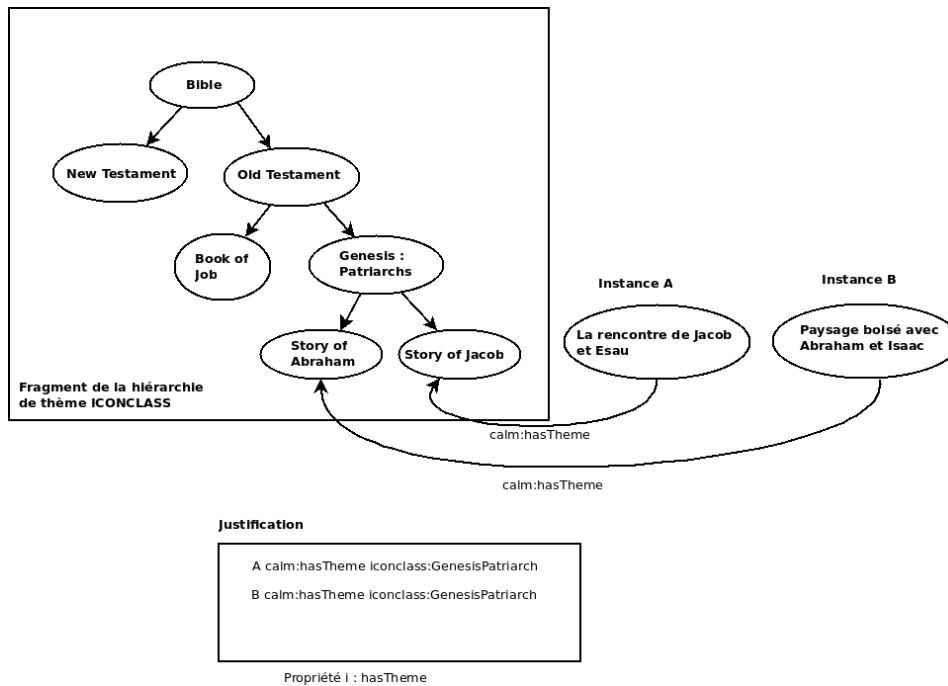 Bible
New Testament
Old Testament
Book of
Job
Genesis :
Patriarchs
Story of
Abraham
Story of Jacob
Fragment de la hiérarchie
de thème ICONCLASS
Instance A
La rencontre de Jacob
et Esau
Instance B
Paysage boisé avec
Abraham et Isaac
calm:hasTheme
calm:hasTheme
Justification
A calm:hasTheme iconclass:GenesisPatriarch
B calm:hasTheme iconclass:GenesisPatriarch
Propriété i : hasTheme